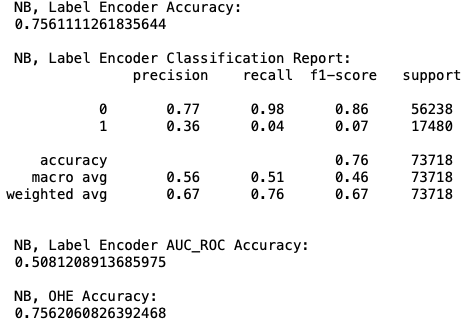 NB, Label Encoder Accuracy:
0.7561111261835644
NB, Label Encoder Classification Report:
precision recall f1-score support
0 0.77 0.98 0.86 56238
1 0.36 0.04 0.07 17480
accuracy 0.76 73718
macro avg 0.56 0.51 0.46 73718
weighted avg 0.67 0.76 0.67 73718
NB, Label Encoder AUC_ROC Accuracy:
0.5081208913685975
NB, OHE Accuracy:
0.7562060826392468